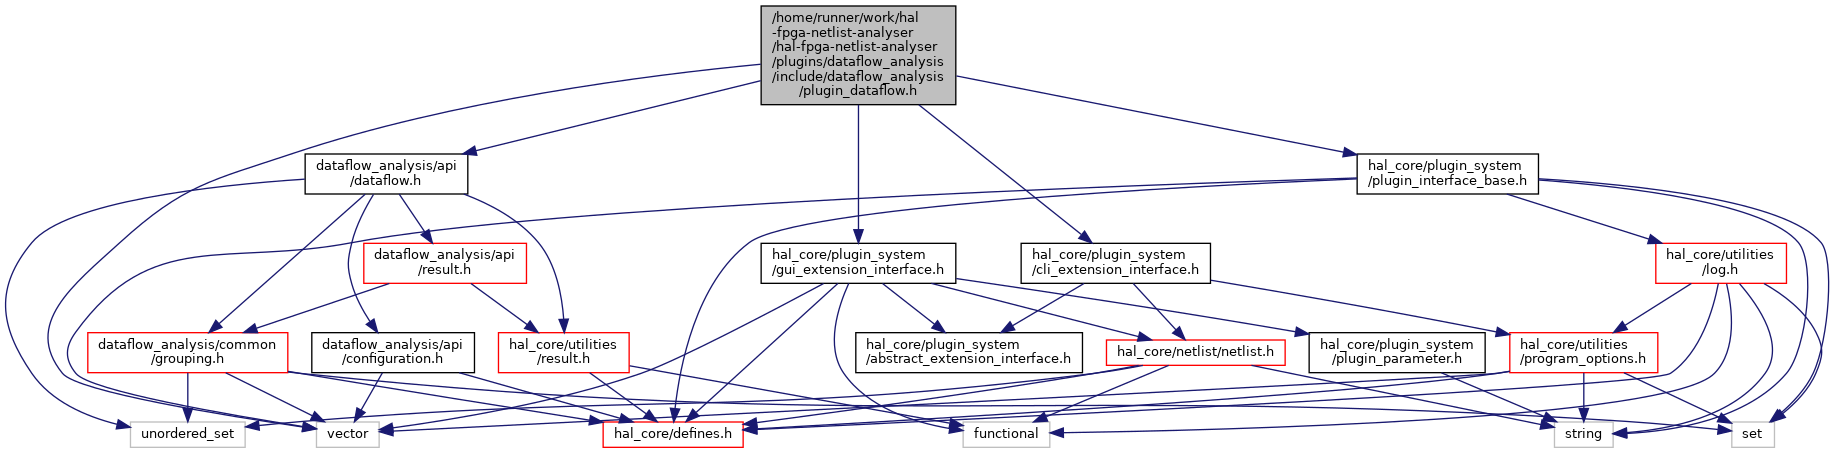 /home/runner/work/hal
-fpga-netlist-analyser
/hal-fpga-netlist-analyser
/plugins/dataflow_analysis
/include/dataflow_analysis
/plugin_dataflow.h
dataflow_analysis/api
/dataflow.h
hal_core/plugin_system
/plugin_interface_base.h
dataflow_analysis/api
/result.h
hal_core/plugin_system
/gui_extension_interface.h
hal_core/plugin_system
/cli_extension_interface.h
hal_core/utilities
/log.h
dataflow_analysis/common
/grouping.h
dataflow_analysis/api
/configuration.h
hal_core/utilities
/result.h
hal_core/plugin_system
/abstract_extension_interface.h
hal_core/netlist/netlist.h
hal_core/plugin_system
/plugin_parameter.h
hal_core/utilities
/program_options.h
unordered_set
vector
hal_core/defines.h
functional
string
set